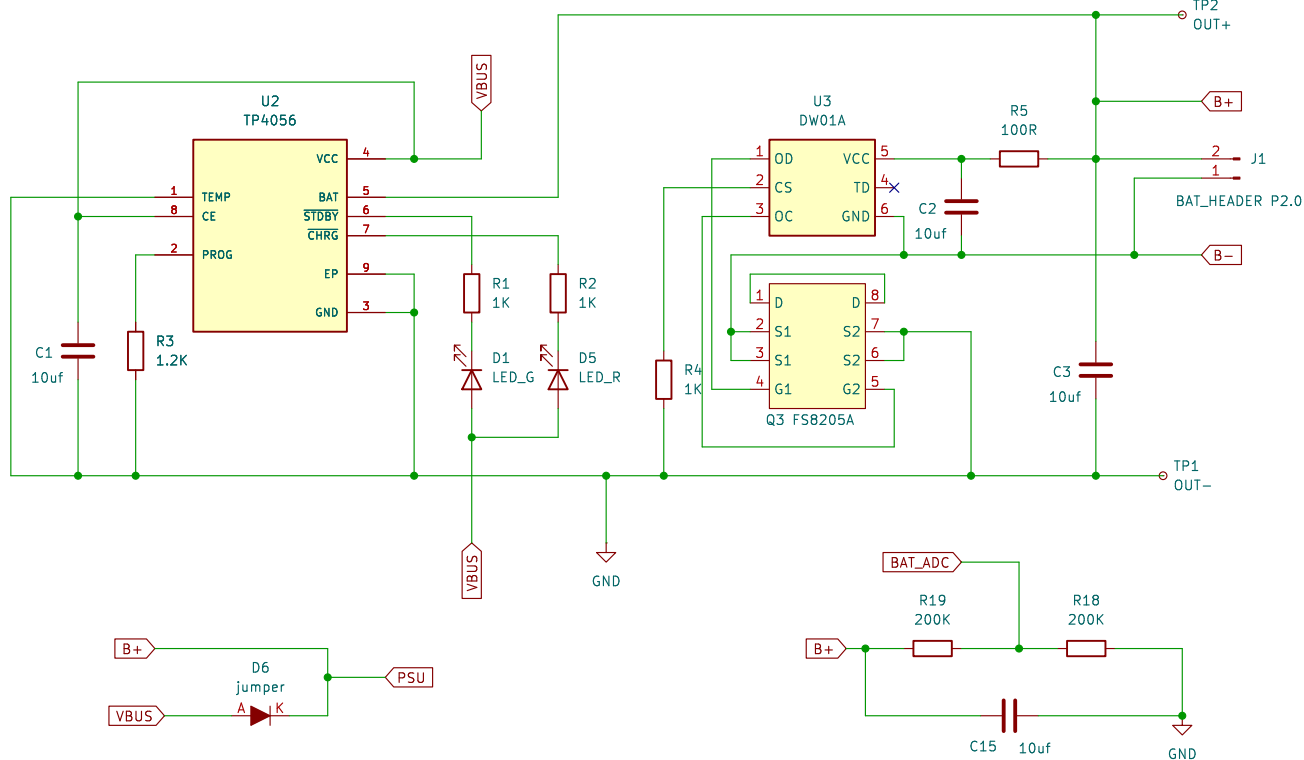 TP2
OUT+
VBUS
U2
TP4056
VCC 4
1 TEMP
BAT 5
8 CE
STDBY 6
CHRG 7
2 PROG
EP 9
GND 3
U3
DW01A
1 OD
VCC 5
2 CS
TD 4
3 OC
GND 6
R5
100R
B+
2
J1
1
BAT_HEADER P2.0
C2
10uf
B-
1 D
D 8
2 S1
S2 7
3 S1
S2 6
4 G1
G2 5
Q3 FS8205A
R1
1K
R2
1K
R3
1.2K
C1
10uf
D1
LED_G
D5
LED_R
R4
1K
C3
10uf
TP1
OUT-
VBUS
GND
BAT_ADC
R19
200K
R18
200K
B+
C15
10uf
GND
B+
D6
jumper
PSU
VBUS
A
K